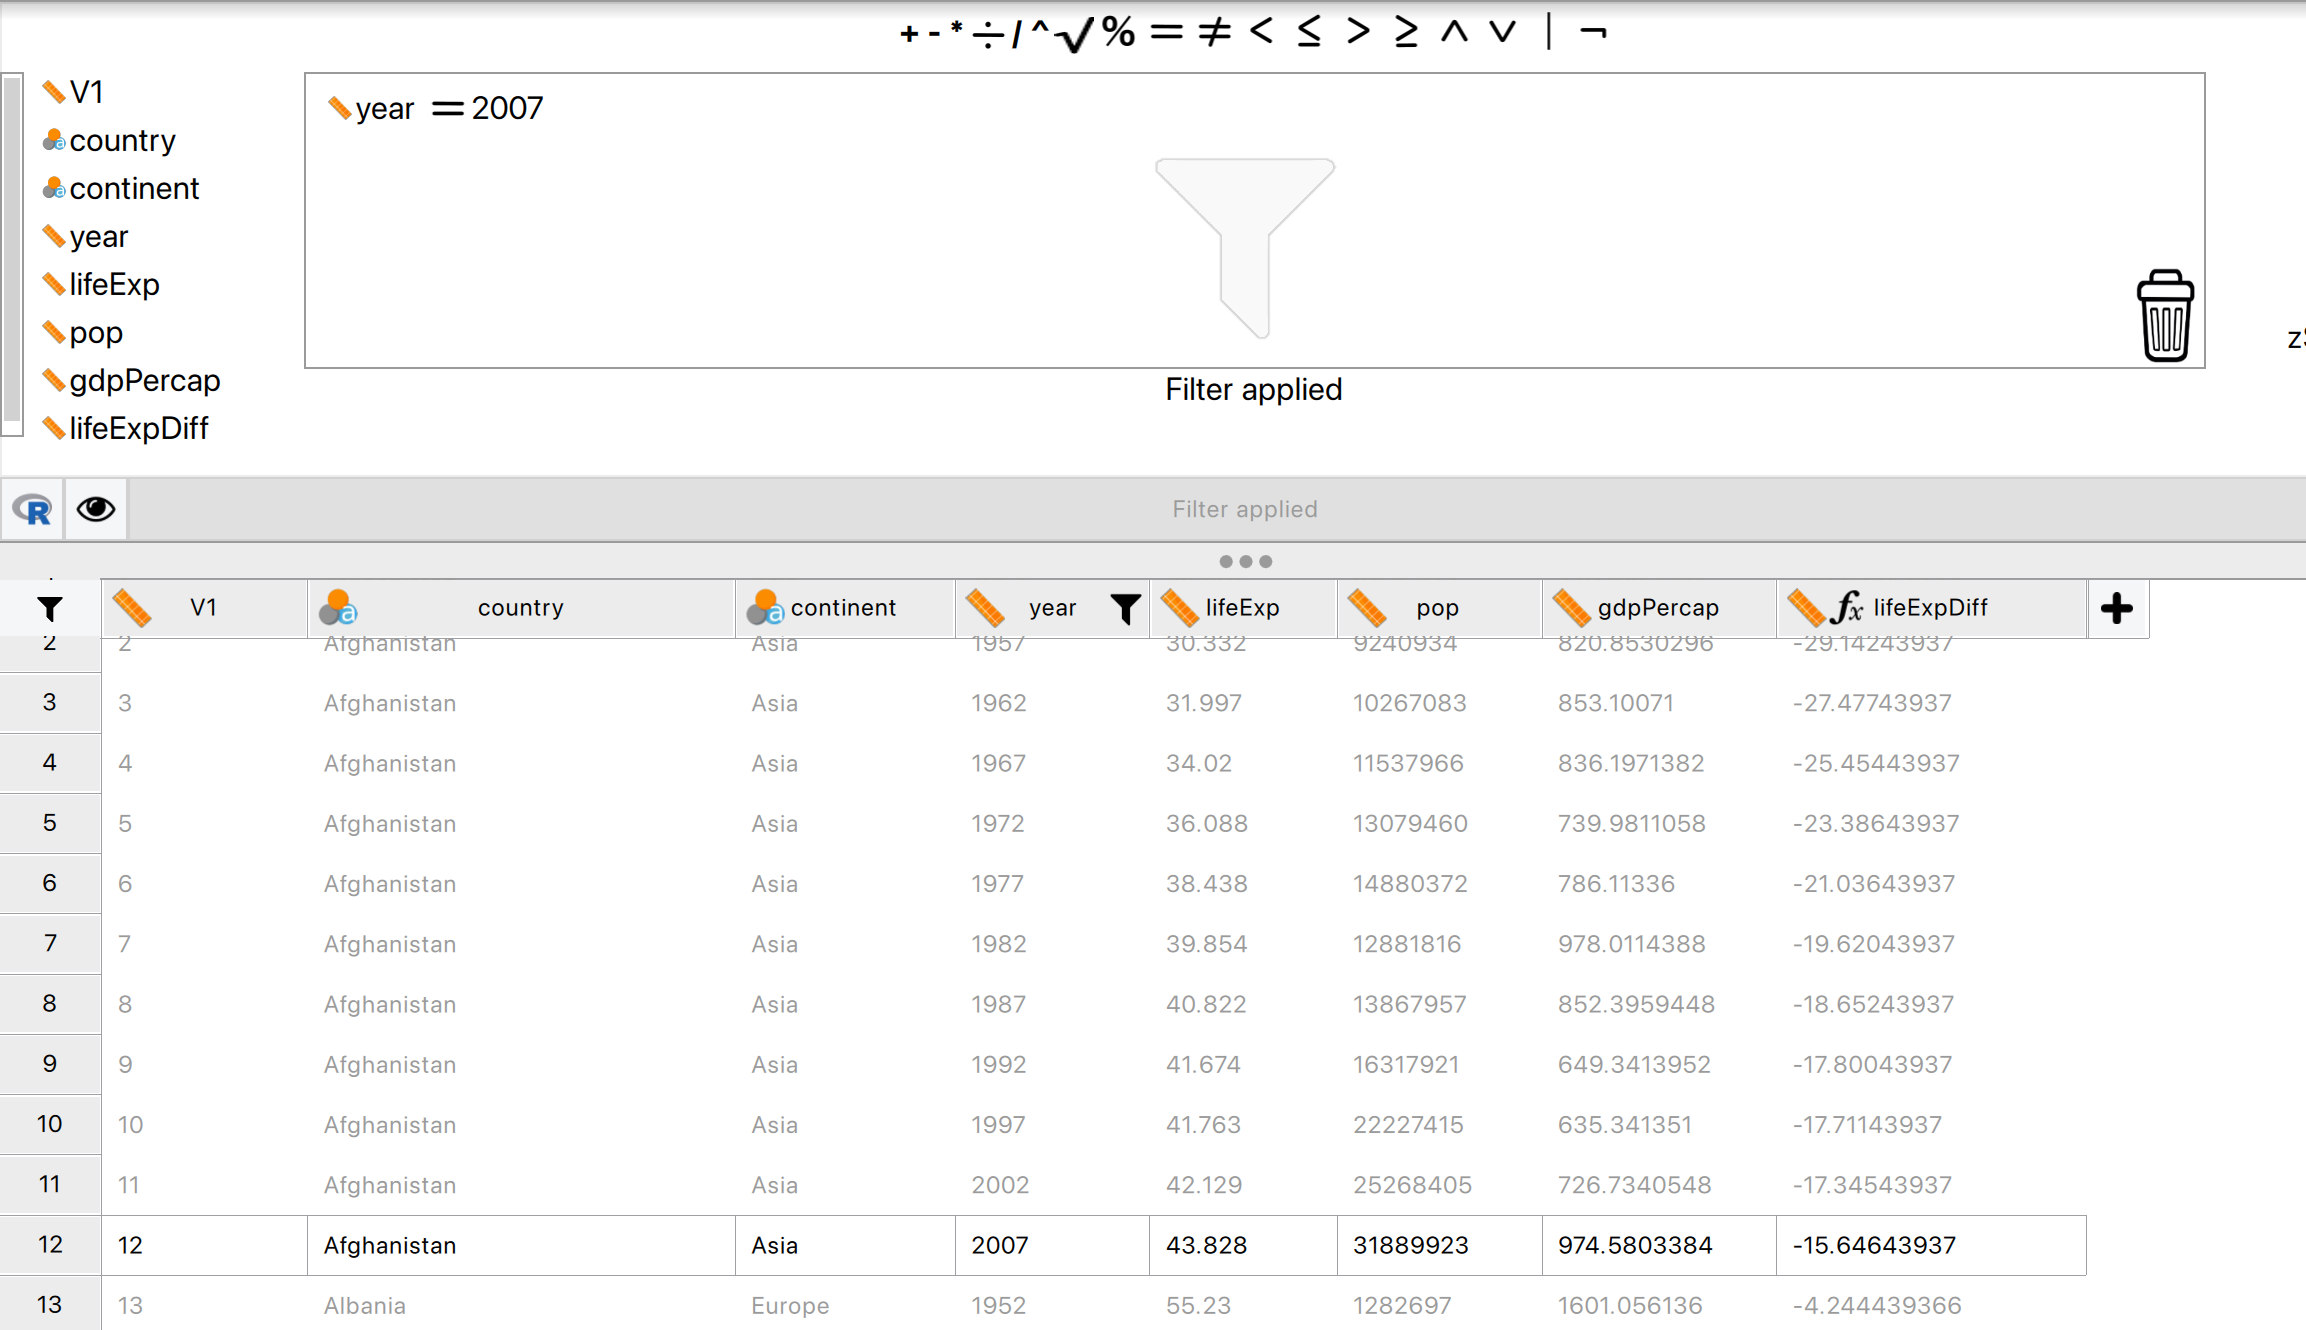 + - * ÷ / ^ √ % = ≠ < ≤ > ≥ ∧ ∨ | ¬
V1
country
continent
year
lifeExp
pop
gdpPercap
lifeExpDiff
year = 2007
Filter applied
R
Filter applied
V1 country continent year lifeExp pop gdpPercap fx lifeExpDiff +
2 2 Afghanistan Asia 1957 30.332 9240934 820.8530296 -29.14243937
3 3 Afghanistan Asia 1962 31.997 10267083 853.10071 -27.47743937
4 4 Afghanistan Asia 1967 34.02 11537966 836.1971382 -25.45443937
5 5 Afghanistan Asia 1972 36.088 13079460 739.9811058 -23.38643937
6 6 Afghanistan Asia 1977 38.438 14880372 786.11336 -21.03643937
7 7 Afghanistan Asia 1982 39.854 12881816 978.0114388 -19.62043937
8 8 Afghanistan Asia 1987 40.822 13867957 852.3959448 -18.65243937
9 9 Afghanistan Asia 1992 41.674 16317921 649.3413952 -17.80043937
10 10 Afghanistan Asia 1997 41.763 22227415 635.341351 -17.71143937
11 11 Afghanistan Asia 2002 42.129 25268405 726.7340548 -17.34543937
12 12 Afghanistan Asia 2007 43.828 31889923 974.5803384 -15.64643937
13 13 Albania Europe 1952 55.23 1282697 1601.056136 -4.244439366